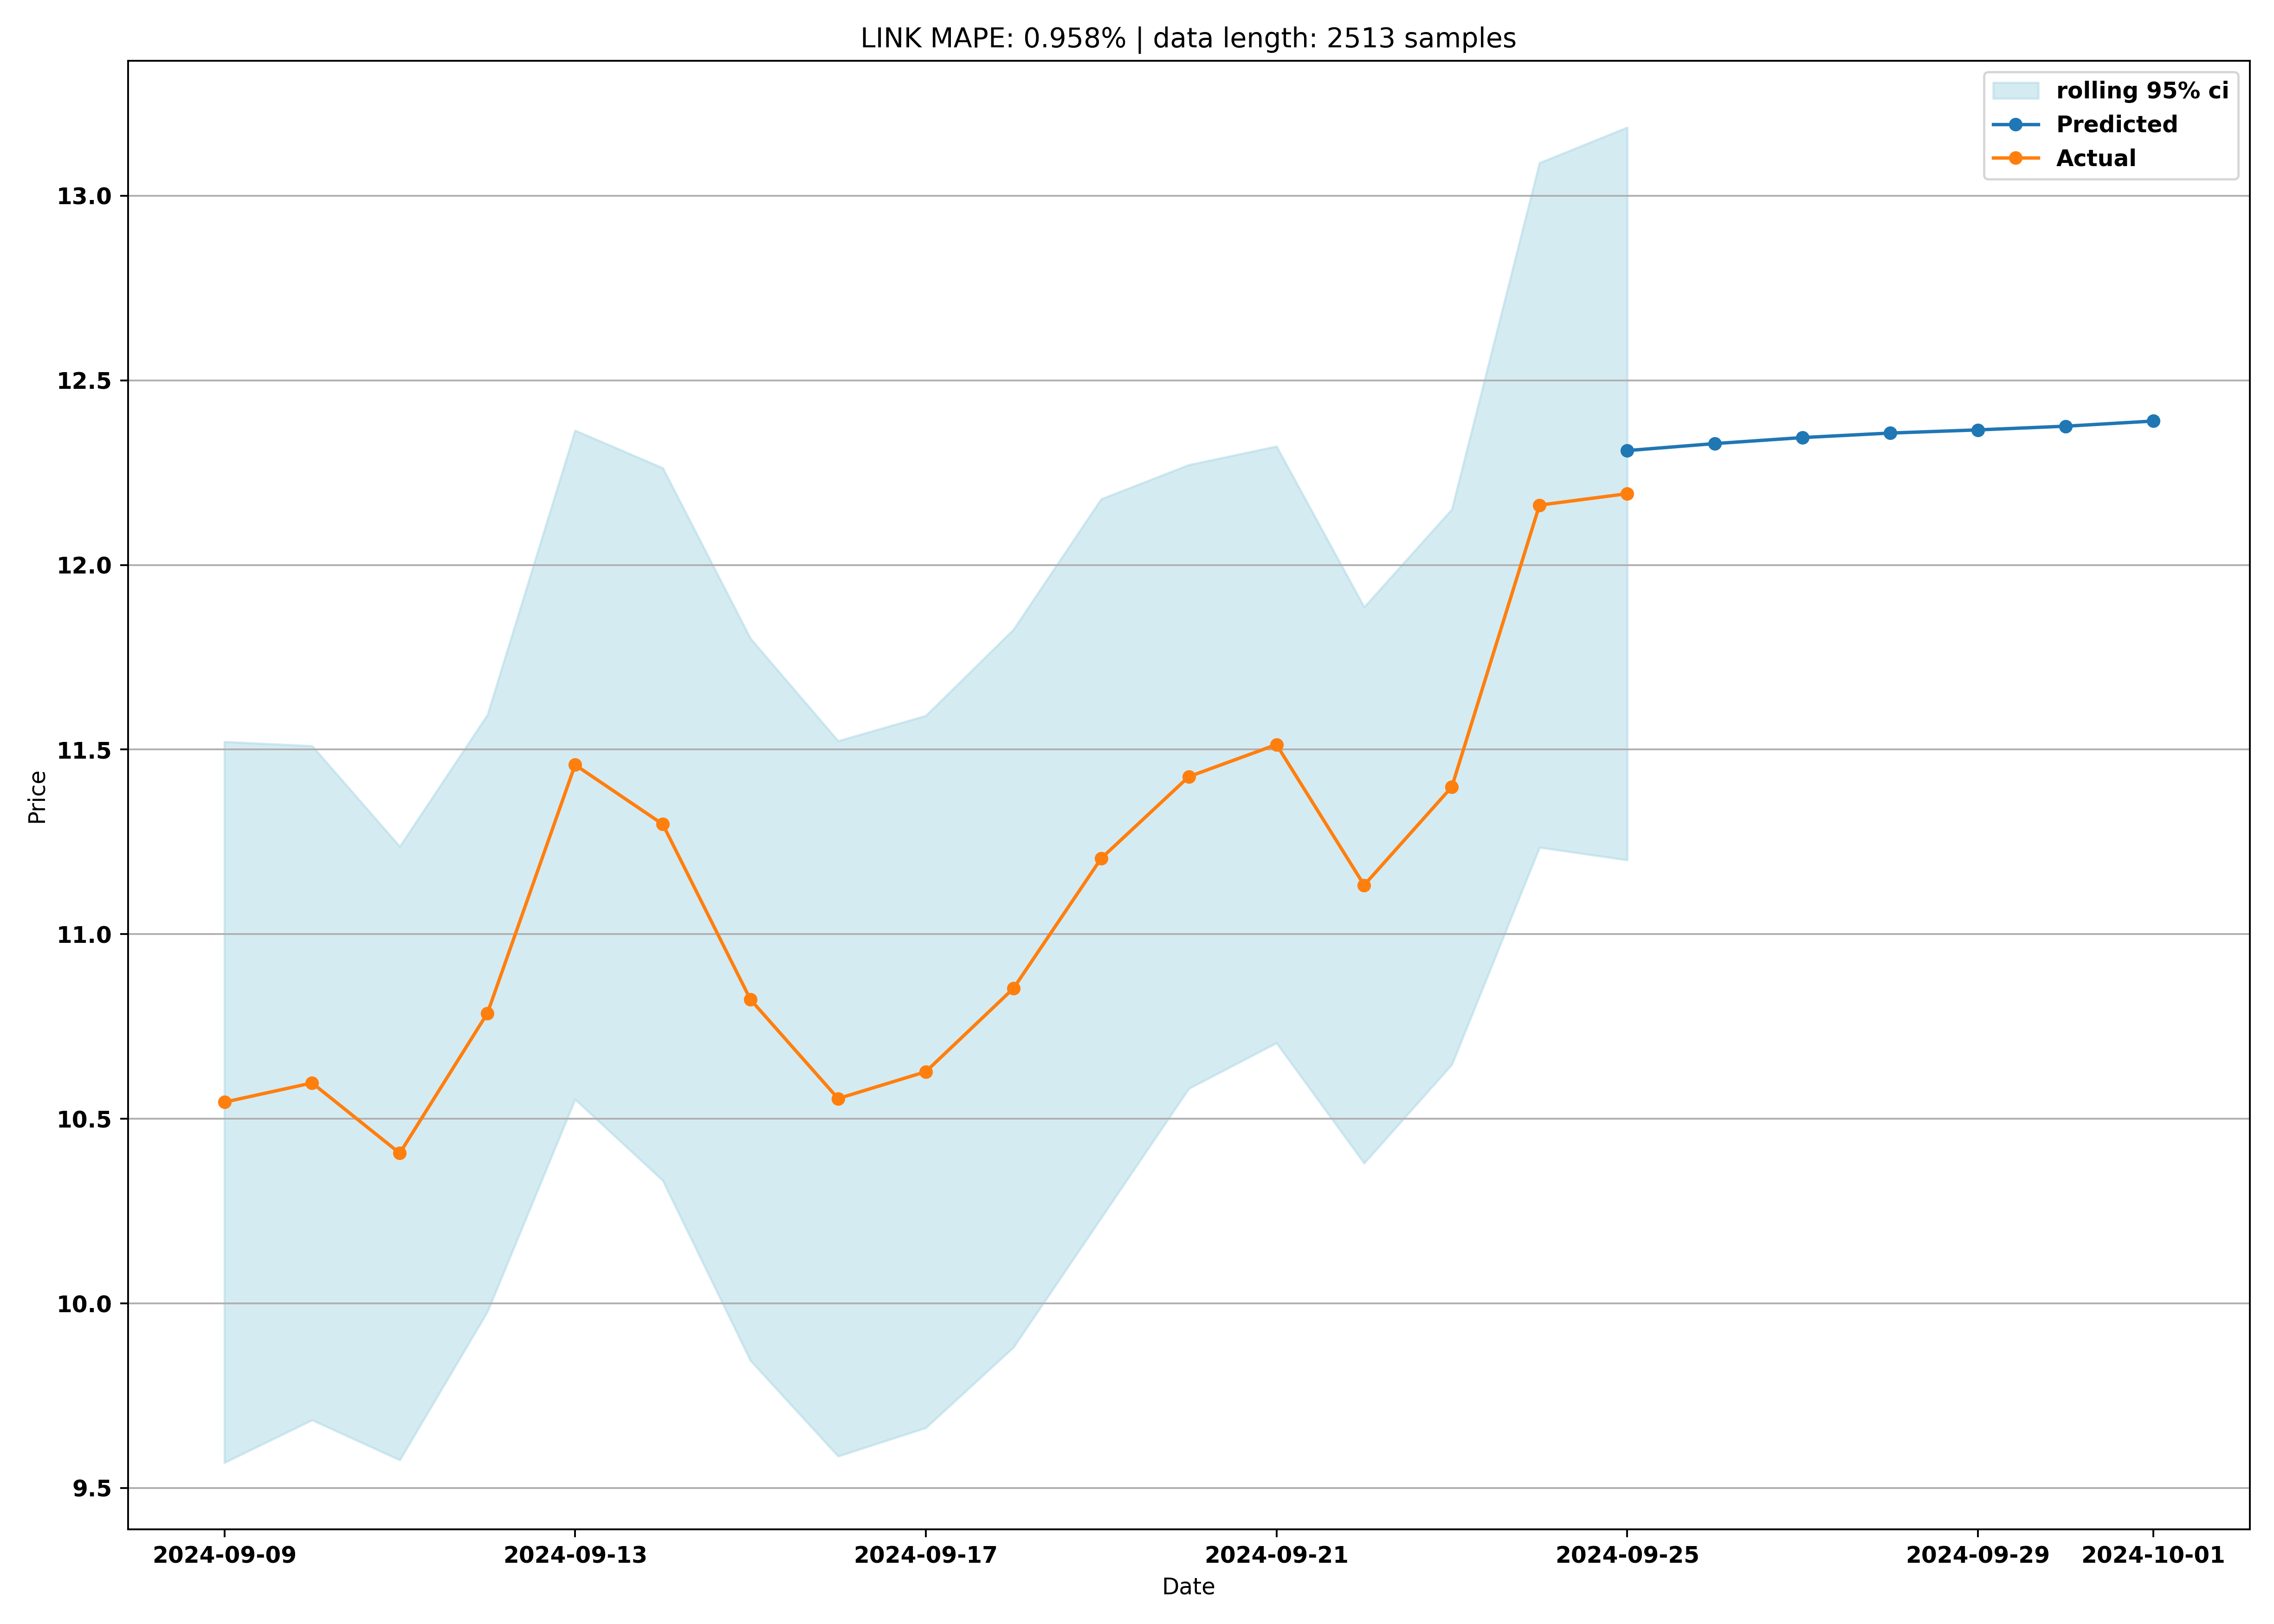 LINK MAPE: 0.958% | data length: 2513 samples
rolling 95% ci
Predicted
Actual
13.0
12.5
12.0
11.5
11.0
10.5
10.0
9.5
Price
2024-09-09 2024-09-13 2024-09-17 2024-09-21 2024-09-25 2024-09-29 2024-10-01
Date